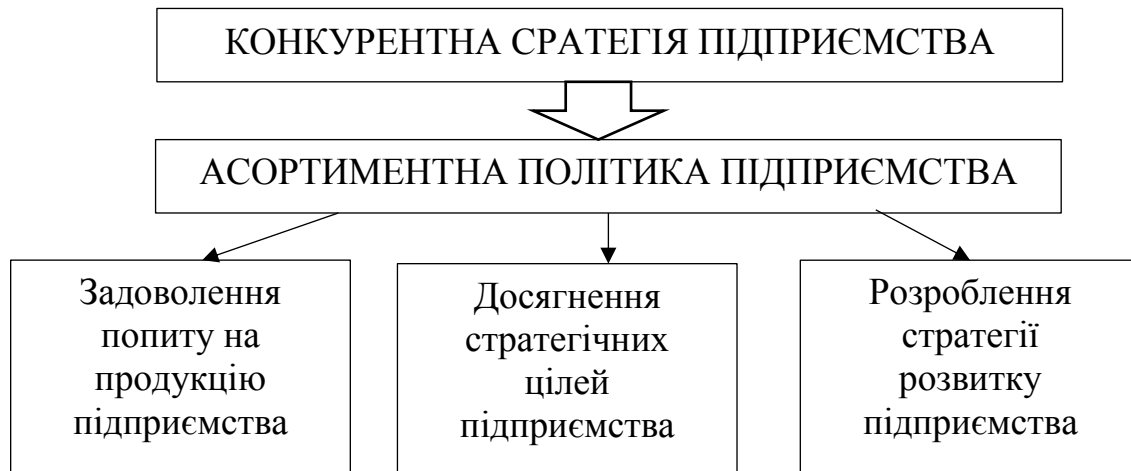 КОНКУРЕНТНА СРАТЕГІЯ ПІДПРИЄМСТВА
АСОРТИМЕНТНА ПОЛІТИКА ПІДПРИЄМСТВА
Задоволення
попиту на
продукцію
підприємства
Досягнення
стратегічних
цілей
підприємства
Розроблення
стратегії
розвитку
підприємства